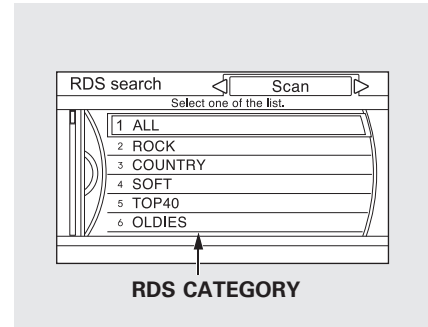 RDS search Scan
Select one of the list.
1 ALL
2 ROCK
3 COUNTRY
4 SOFT
5 TOP40
6 OLDIES
RDS CATEGORY